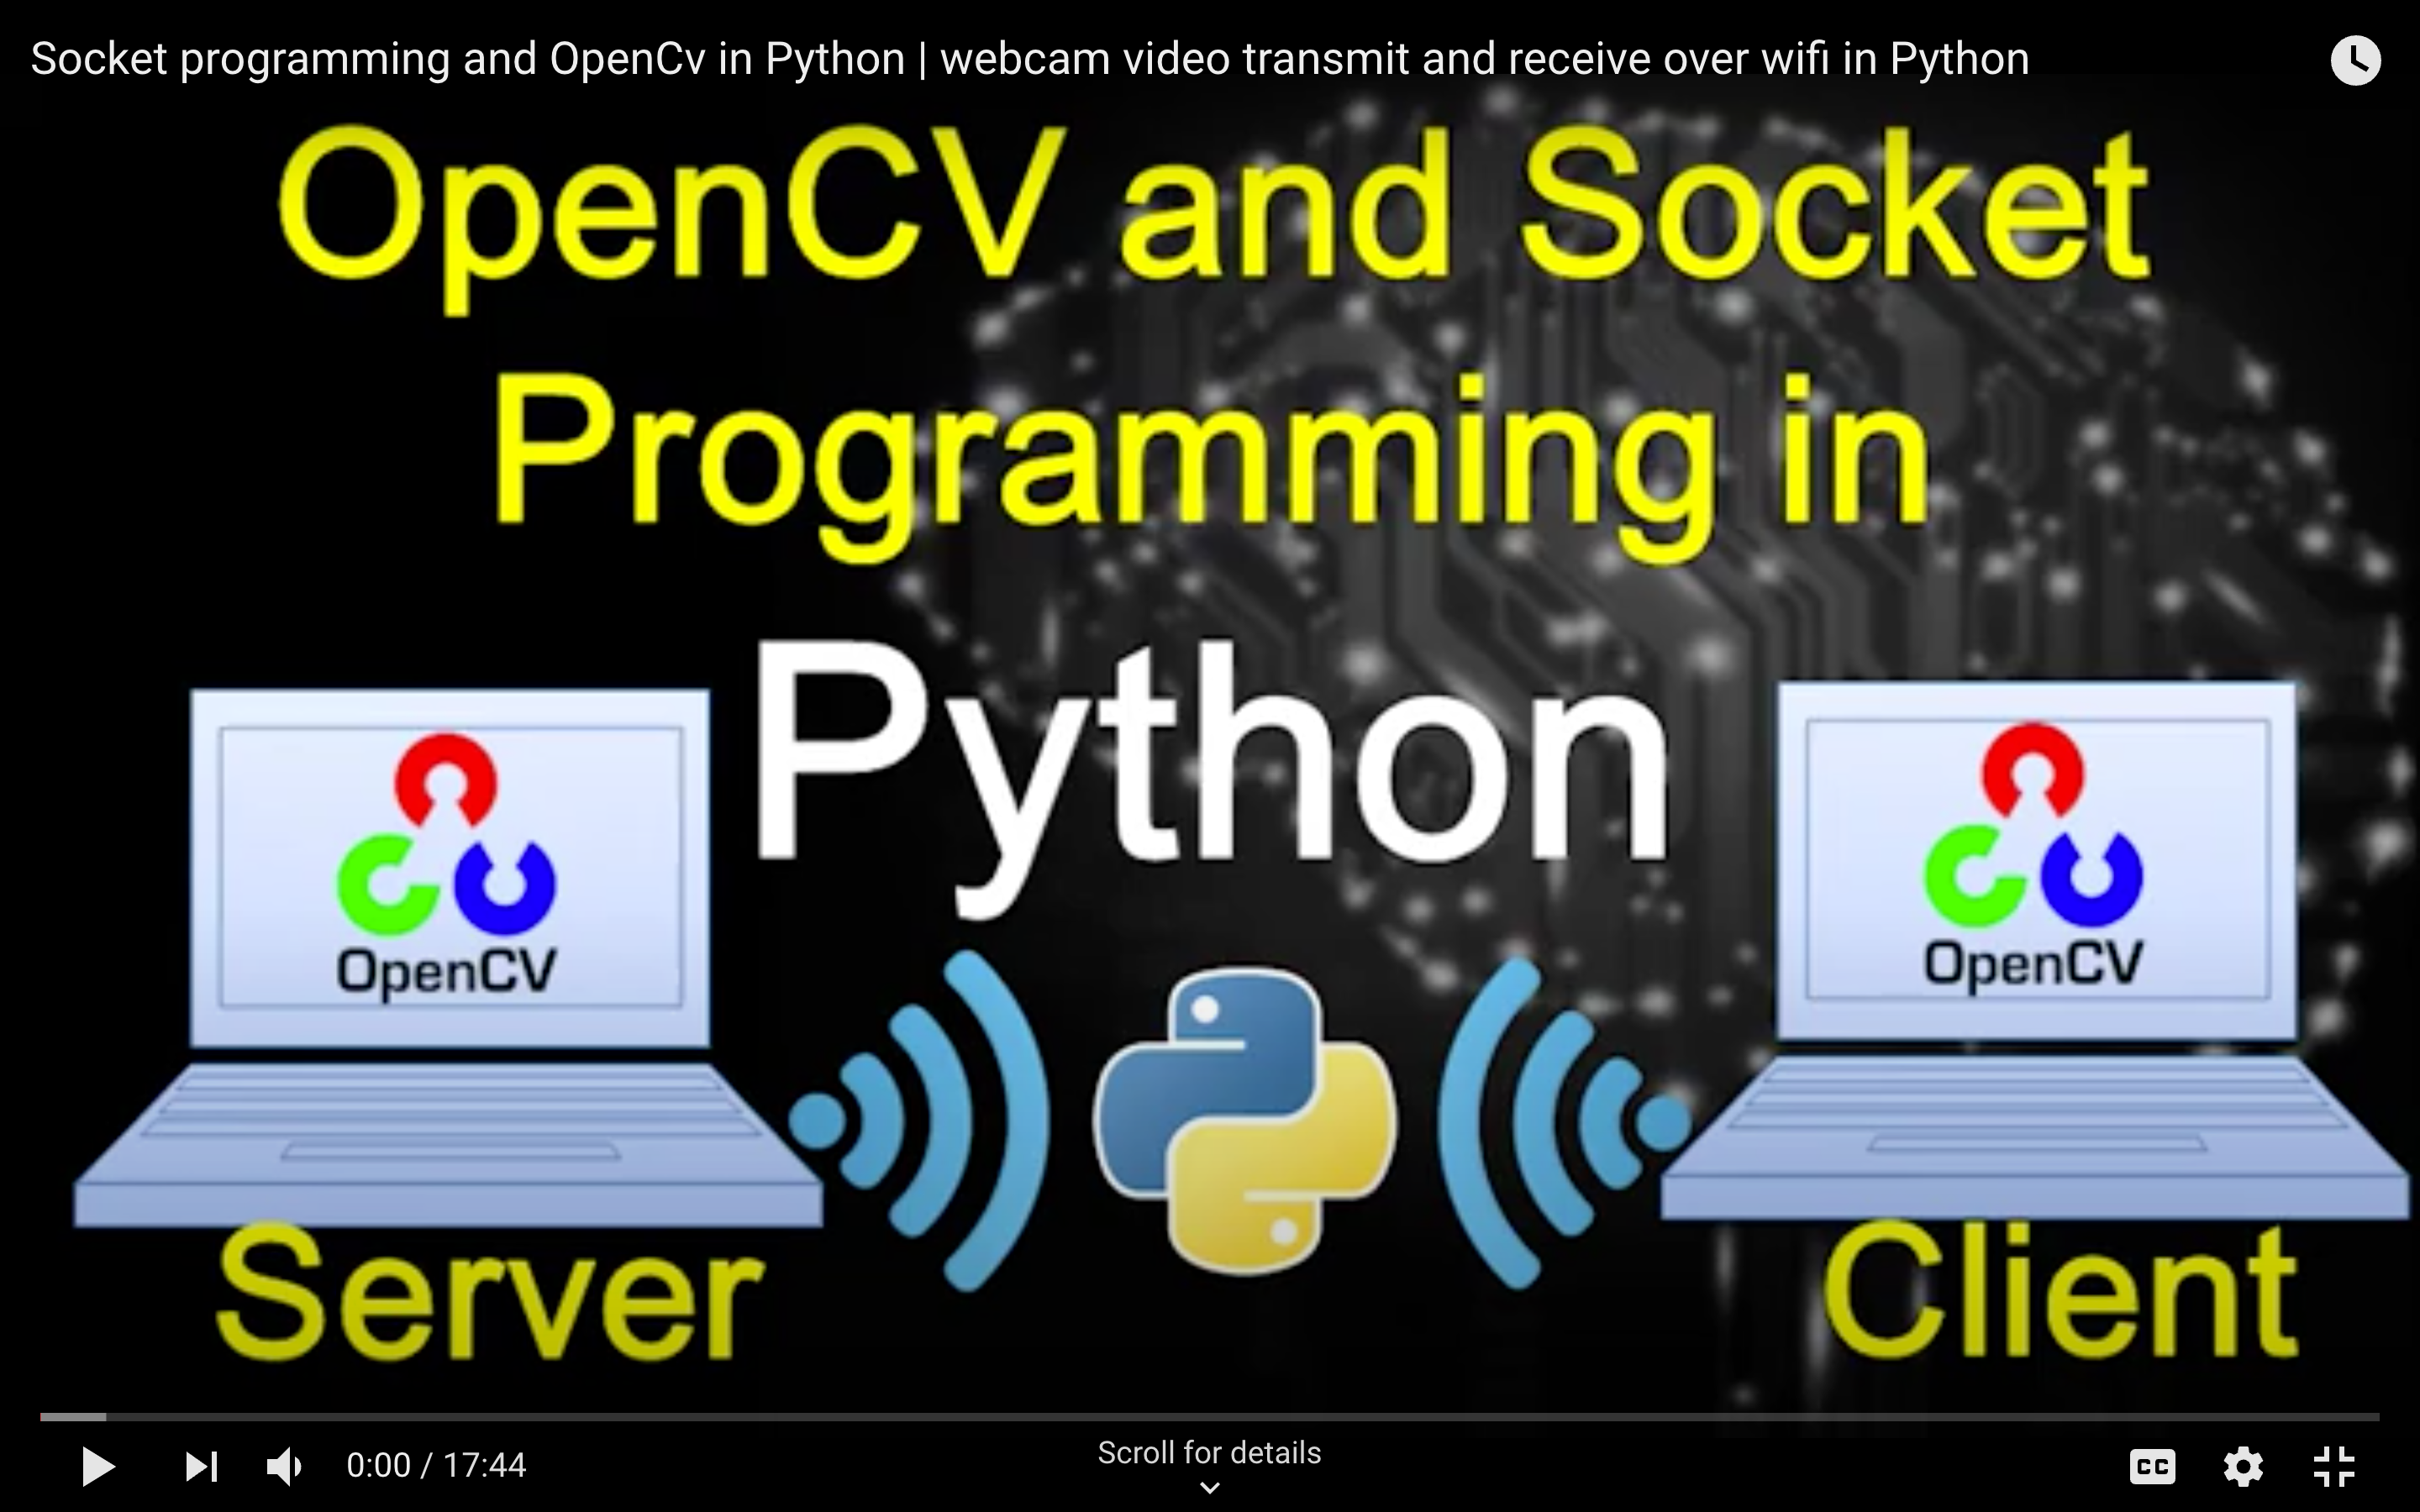 Socket programming and OpenCv in Python | webcam video transmit and receive over wifi in Python
OpenCV and Socket
Programming in
Python
OpenCV
OpenCV
Server
Client
0:00 / 17:44
Scroll for details
CC